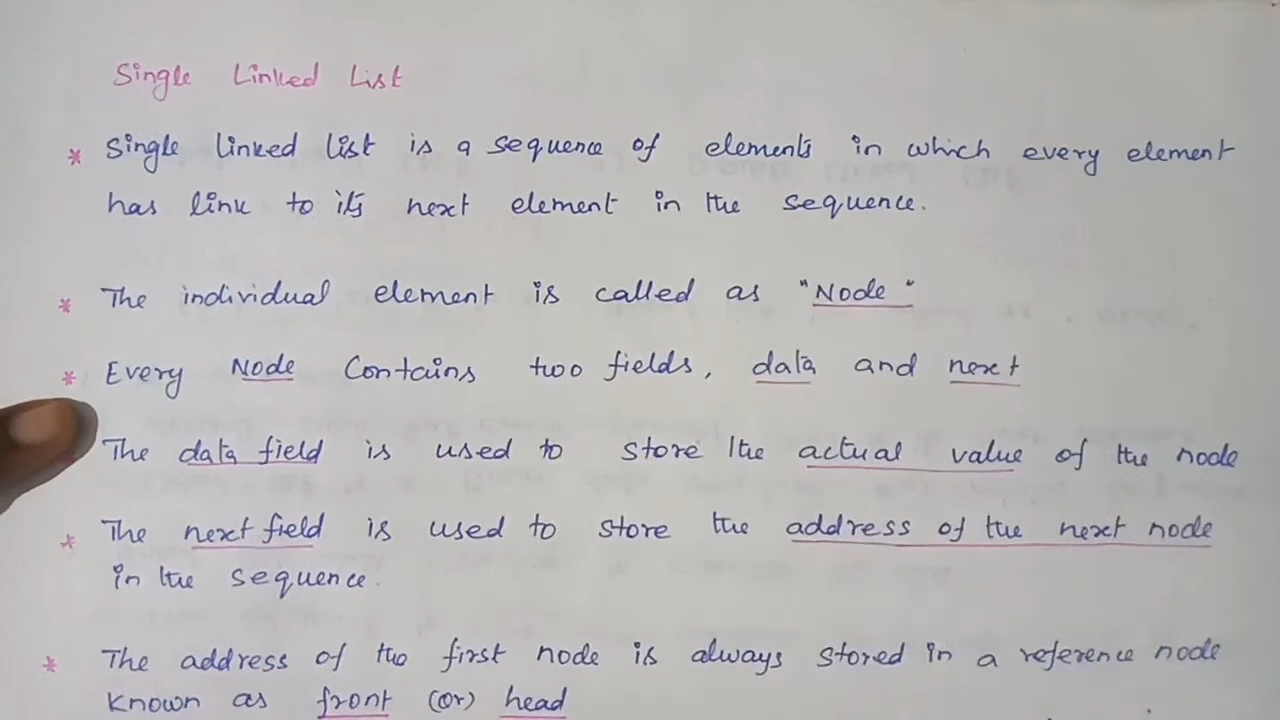 Single Linked List
* Single linked list is a sequence of elements in which every element
has link to its next element in the sequence.
* The individual element is called as "Node"
* Every Node Contains two fields, data and next
The data field is used to store the actual value of the node
* The next field is used to store the address of the next node
in the sequence.
* The address of the first node is always stored in a reference node
known as front (or) head